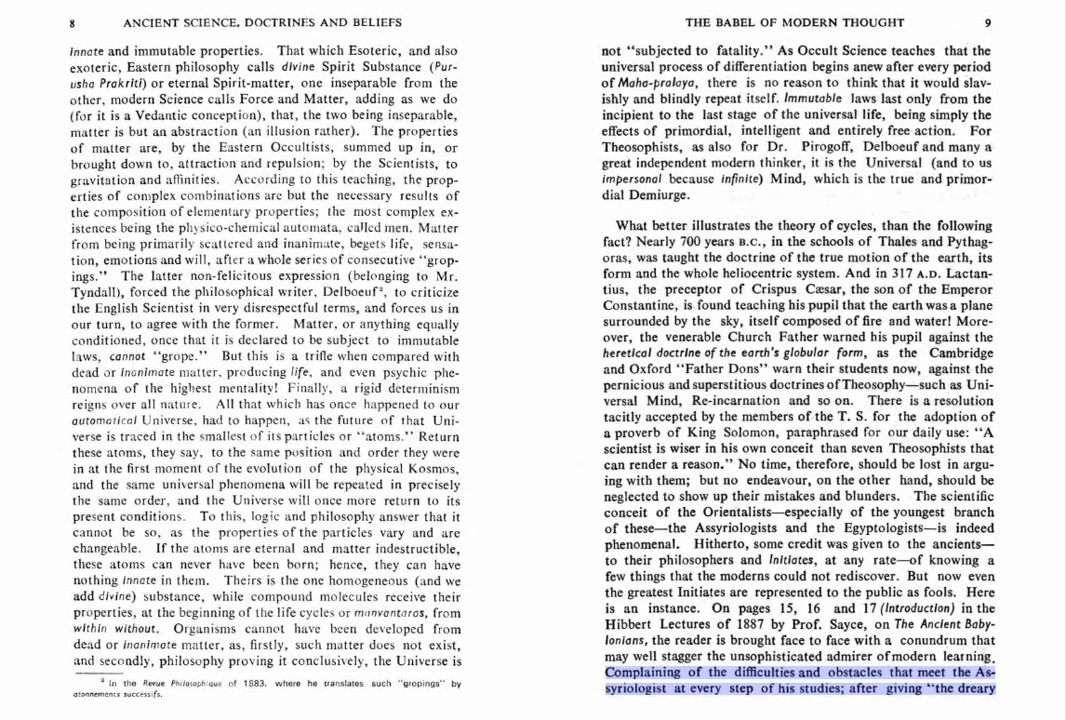 8 ANCIENT SCIENCE, DOCTRINES AND BELIEFS
innate and immutable properties. That which Esoteric, and also
exoteric, Eastern philosophy calls divine Spirit Substance (Pur-
usha Prakriti) or eternal Spirit-matter, one inseparable from the
other, modern Science calls Force and Matter, adding as we do
(for it is a Vedantic conception), that, the two being inseparable,
matter is but an abstraction (an illusion rather). The properties
of matter are, by the Eastern Occultists, summed up in, or
brought down to, attraction and repulsion; by the Scientists, to
gravitation and affinities. According to this teaching, the prop-
erties of complex combinations are but the necessary results of
the composition of elementary properties; the most complex ex-
istences being the physico-chemical automata, called men. Matter
from being primarily scattered and inanimate, begets life, sensa-
tion, emotions and will, after a whole series of consecutive "grop-
ings." The latter non-felicitous expression (belonging to Mr.
Tyndall), forced the philosophical writer, Delboeuf², to criticize
the English Scientist in very disrespectful terms, and forces us in
our turn, to agree with the former. Matter, or anything equally
conditioned, once that it is declared to be subject to immutable
laws, cannot "grope." But this is a trifle when compared with
dead or inanimate matter, producing life, and even psychic phe-
nomena of the highest mentality! Finally, a rigid determinism
reigns over all nature. All that which has once happened to our
automatical Universe, had to happen, as the future of that Uni-
verse is traced in the smallest of its particles or "atoms." Return
these atoms, they say, to the same position and order they were
in at the first moment of the evolution of the physical Kosmos,
and the same universal phenomena will be repeated in precisely
the same order, and the Universe will once more return to its
present conditions. To this, logic and philosophy answer that it
cannot be so, as the properties of the particles vary and are
changeable. If the atoms are eternal and matter indestructible,
these atoms can never have been born; hence, they can have
nothing innate in them. Theirs is the one homogeneous (and we
add divine) substance, while compound molecules receive their
properties, at the beginning of the life cycles or manvantaras, from
within without. Organisms cannot have been developed from
dead or inanimate matter, as, firstly, such matter does not exist,
and secondly, philosophy proving it conclusively, the Universe is
² In the Revue Philosophique of 1883, where he translates such "gropings" by
atonnements successifs.
THE BABEL OF MODERN THOUGHT 9
not "subjected to fatality." As Occult Science teaches that the
universal process of differentiation begins anew after every period
of Maha-pralaya, there is no reason to think that it would slav-
ishly and blindly repeat itself. Immutable laws last only from the
incipient to the last stage of the universal life, being simply the
effects of primordial, intelligent and entirely free action. For
Theosophists, as also for Dr. Pirogoff, Delboeuf and many a
great independent modern thinker, it is the Universal (and to us
impersonal because infinite) Mind, which is the true and primor-
dial Demiurge.
What better illustrates the theory of cycles, than the following
fact? Nearly 700 years B.C., in the schools of Thales and Pythag-
oras, was taught the doctrine of the true motion of the earth, its
form and the whole heliocentric system. And in 317 A.D. Lactan-
tius, the preceptor of Crispus Cæsar, the son of the Emperor
Constantine, is found teaching his pupil that the earth was a plane
surrounded by the sky, itself composed of fire and water! More-
over, the venerable Church Father warned his pupil against the
heretical doctrine of the earth's globular form, as the Cambridge
and Oxford "Father Dons" warn their students now, against the
pernicious and superstitious doctrines of Theosophy—such as Uni-
versal Mind, Re-incarnation and so on. There is a resolution
tacitly accepted by the members of the T. S. for the adoption of
a proverb of King Solomon, paraphrased for our daily use: "A
scientist is wiser in his own conceit than seven Theosophists that
can render a reason." No time, therefore, should be lost in argu-
ing with them; but no endeavour, on the other hand, should be
neglected to show up their mistakes and blunders. The scientific
conceit of the Orientalists—especially of the youngest branch
of these—the Assyriologists and the Egyptologists—is indeed
phenomenal. Hitherto, some credit was given to the ancients—
to their philosophers and Initiates, at any rate—of knowing a
few things that the moderns could not rediscover. But now even
the greatest Initiates are represented to the public as fools. Here
is an instance. On pages 15, 16 and 17 (Introduction) in the
Hibbert Lectures of 1887 by Prof. Sayce, on The Ancient Baby-
lonians, the reader is brought face to face with a conundrum that
may well stagger the unsophisticated admirer of modern learning.
Complaining of the difficulties and obstacles that meet the As-
syriologist at every step of his studies; after giving "the dreary